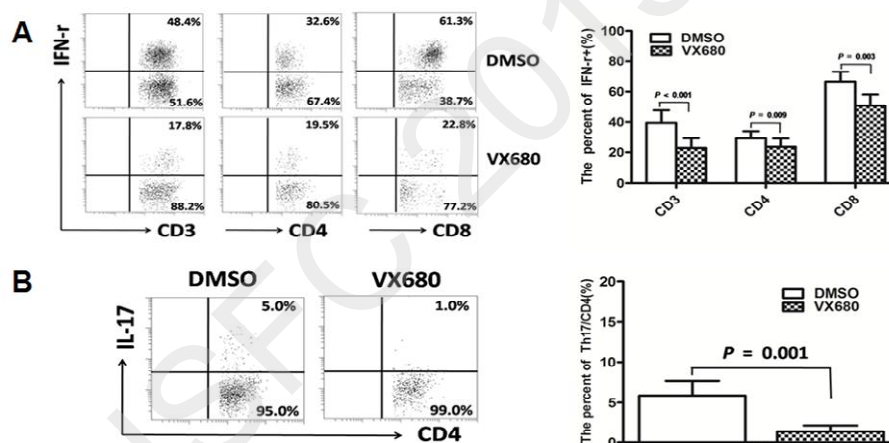 A
IFN-r
48.4%
51.6%
32.6%
67.4%
61.3%
38.7%
DMSO
17.8%
88.2%
19.5%
80.5%
22.8%
77.2%
VX680
CD3
CD4
CD8
The percent of IFN-r+(%)
100
80
60
40
20
0
DMSO
VX680
P < 0.001
P = 0.009
P = 0.003
CD3
CD4
CD8
B
DMSO
VX680
IL-17
5.0%
95.0%
1.0%
99.0%
CD4
The percent of Th17/CD4(%)
20
15
10
5
0
DMSO
VX680
P = 0.001